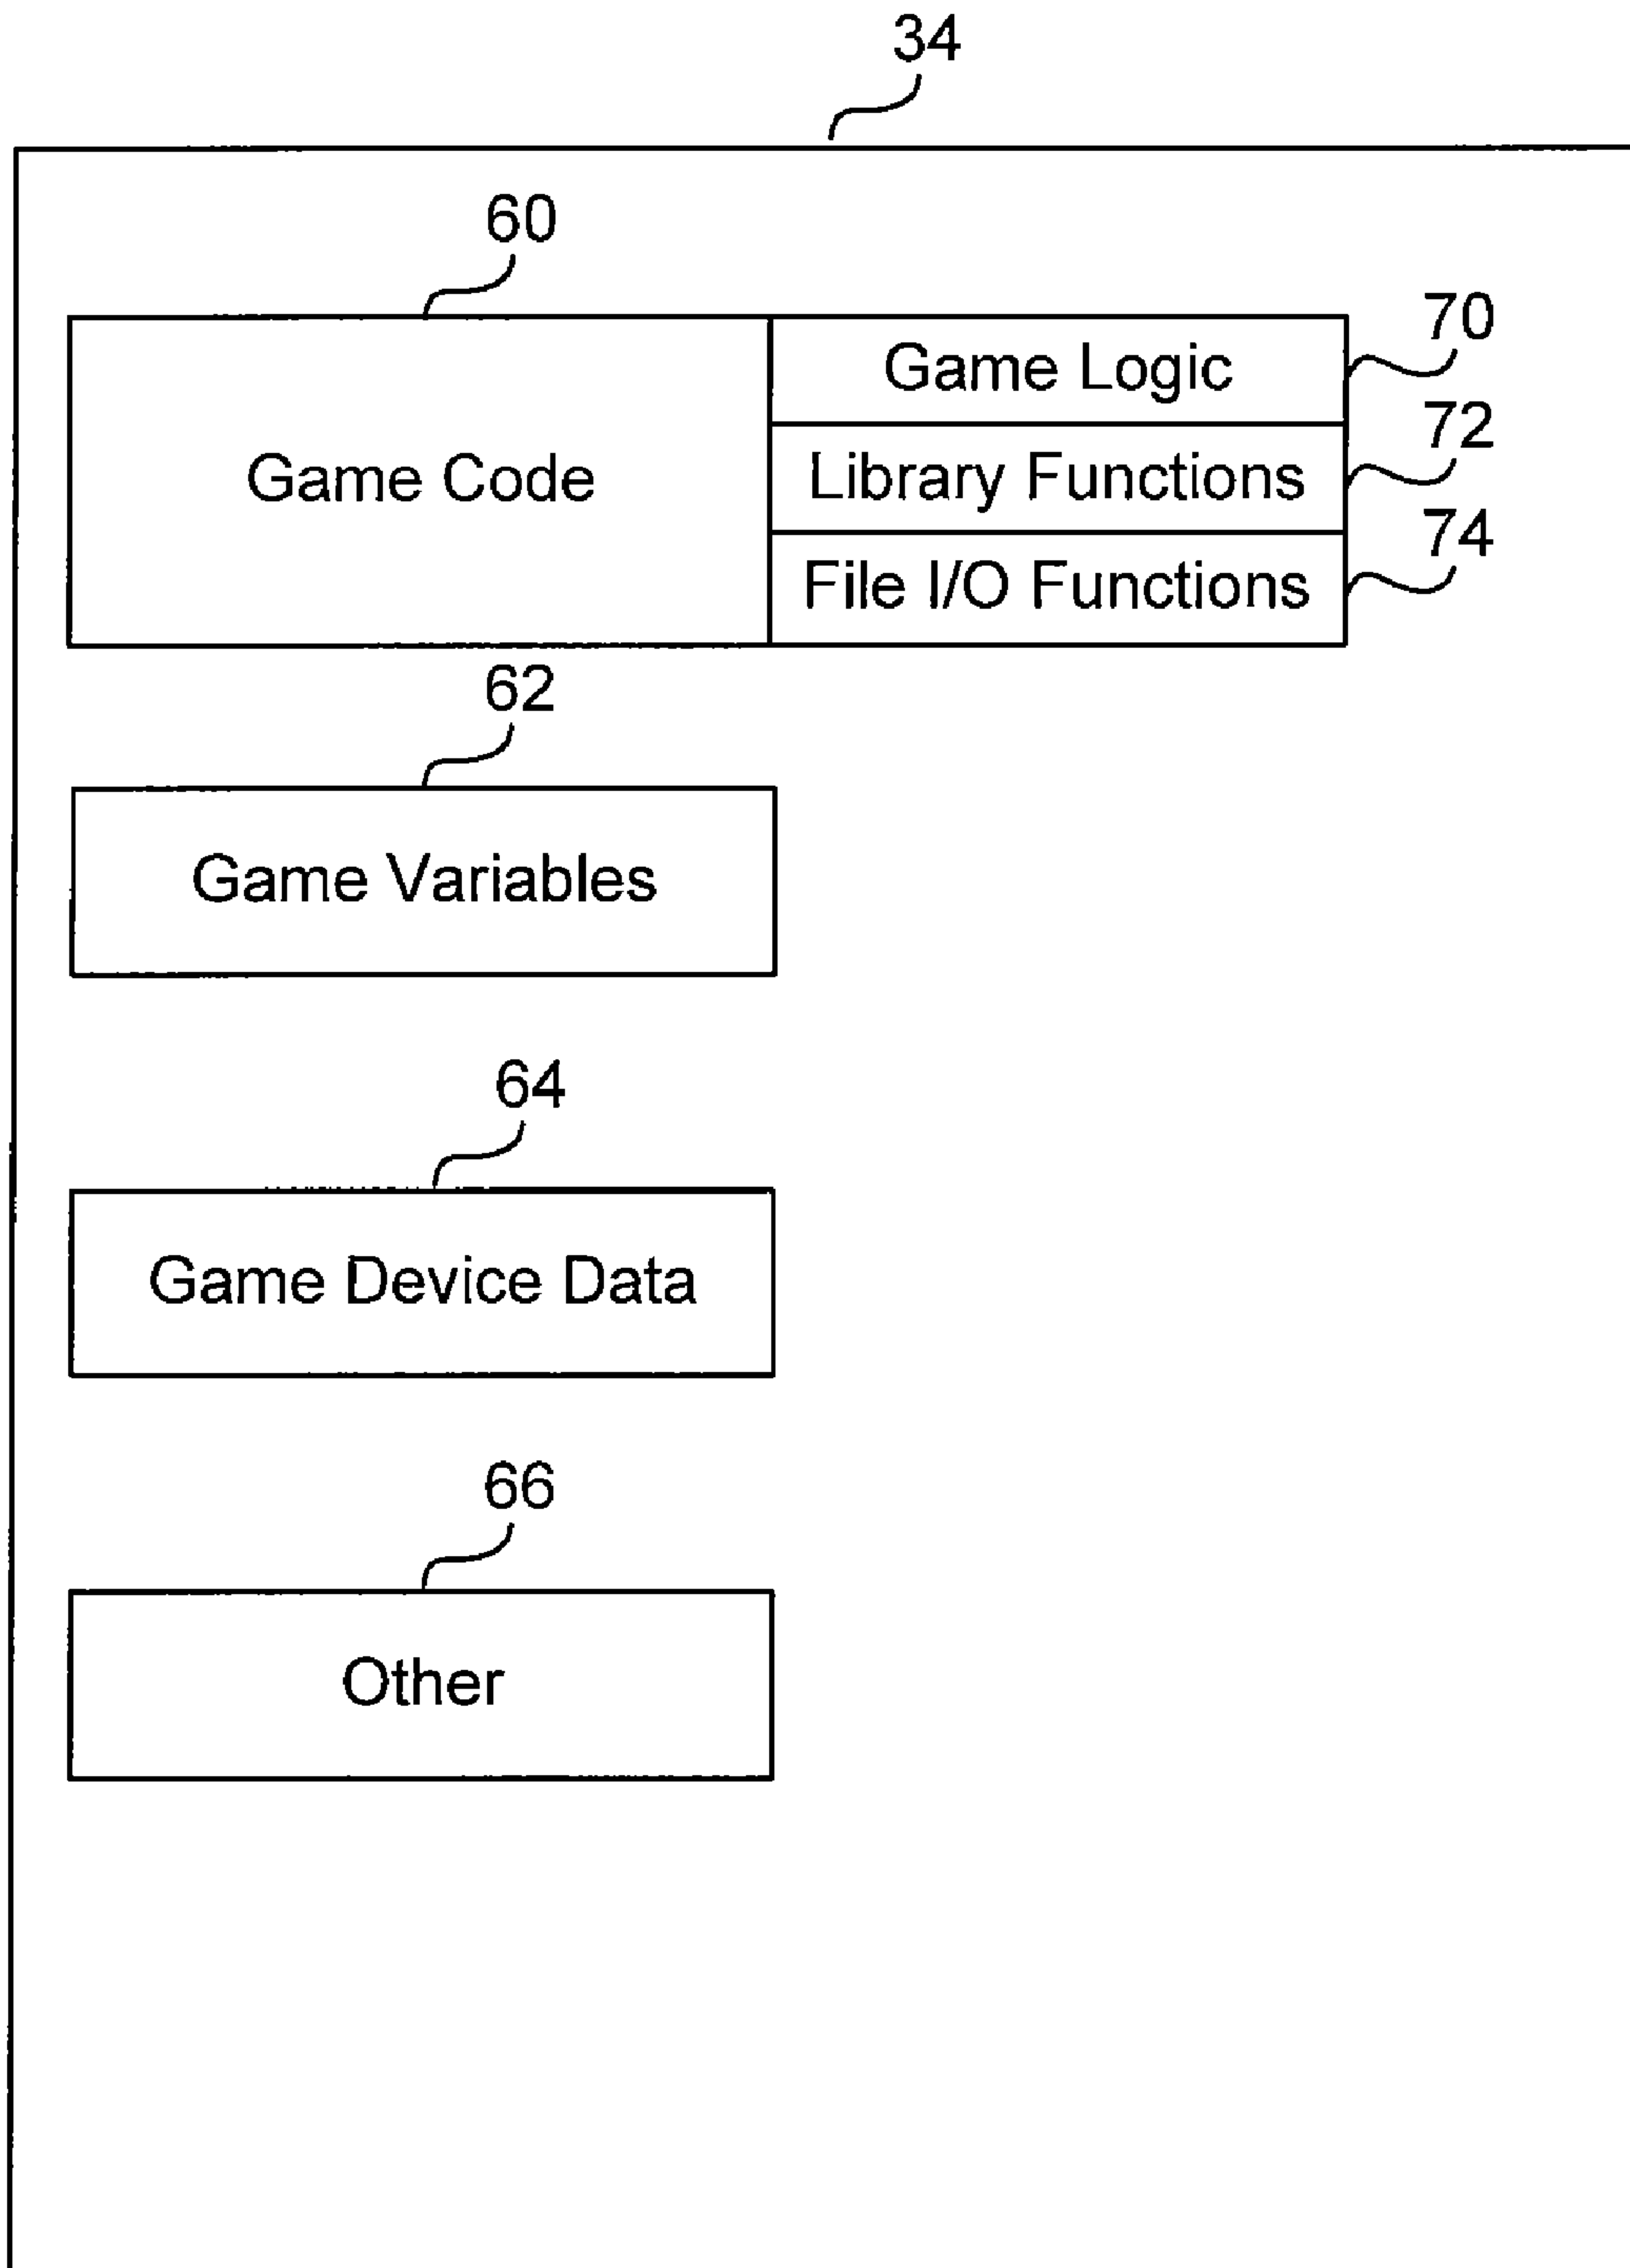 34
60
Game Code
Game Logic
70
Library Functions
72
File I/O Functions
74
62
Game Variables
64
Game Device Data
66
Other